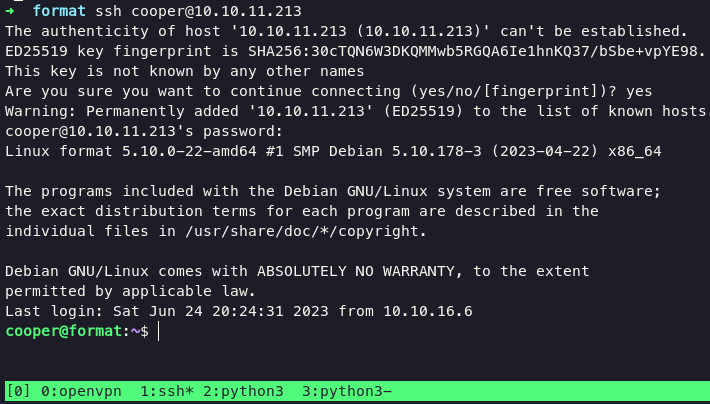 → format ssh cooper@10.10.11.213
The authenticity of host '10.10.11.213 (10.10.11.213)' can't be established.
ED25519 key fingerprint is SHA256:30cTQN6W3DKQMMwb5RGQA6Ie1hnKQ37/bSbe+vpYE98.
This key is not known by any other names
Are you sure you want to continue connecting (yes/no/[fingerprint])? yes
Warning: Permanently added '10.10.11.213' (ED25519) to the list of known hosts.
cooper@10.10.11.213's password:
Linux format 5.10.0-22-amd64 #1 SMP Debian 5.10.178-3 (2023-04-22) x86_64
The programs included with the Debian GNU/Linux system are free software;
the exact distribution terms for each program are described in the
individual files in /usr/share/doc/*/copyright.
Debian GNU/Linux comes with ABSOLUTELY NO WARRANTY, to the extent
permitted by applicable law.
Last login: Sat Jun 24 20:24:31 2023 from 10.10.16.6
cooper@format:~$
[0] 0:openvpn 1:ssh* 2:python3 3:python3-